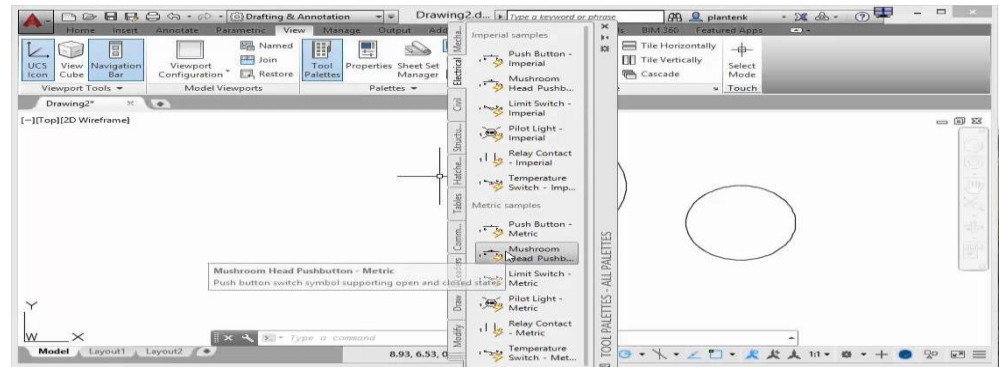 Drafting & Annotation
Drawing2.d...
Type a keyword or phrase
plantenk
Home Insert Annotate Parametric View Manage Output Add
BIM 360 Featured Apps
UCS Icon
View Cube
Navigation Bar
Viewport Configuration
Named
Join
Restore
Tool Palettes
Properties
Sheet Set Manager
Tile Horizontally
Tile Vertically
Cascade
Select Mode
Viewport Tools
Model Viewports
Palettes
Touch
Drawing2*
[−][Top][2D Wireframe]
Mecha...
Electrical
Civil
Structu...
Hatche...
Tables
Comm...
Leaders
Draw
Modify
Imperial samples
Push Button -
Imperial
Mushroom
Head Pushb...
Limit Switch -
Imperial
Pilot Light -
Imperial
Relay Contact
- Imperial
Temperature
Switch - Imp...
Metric samples
Push Button -
Metric
Mushroom
Head Pushb...
Limit Switch -
Metric
Pilot Light -
Metric
Relay Contact
- Metric
Temperature
Switch - Met...
TOOL PALETTES - ALL PALETTES
Mushroom Head Pushbutton - Metric
Push button switch symbol supporting open and closed states
Y
W X
Type a command
Model Layout1 Layout2
8.93, 6.53, 0
1:1